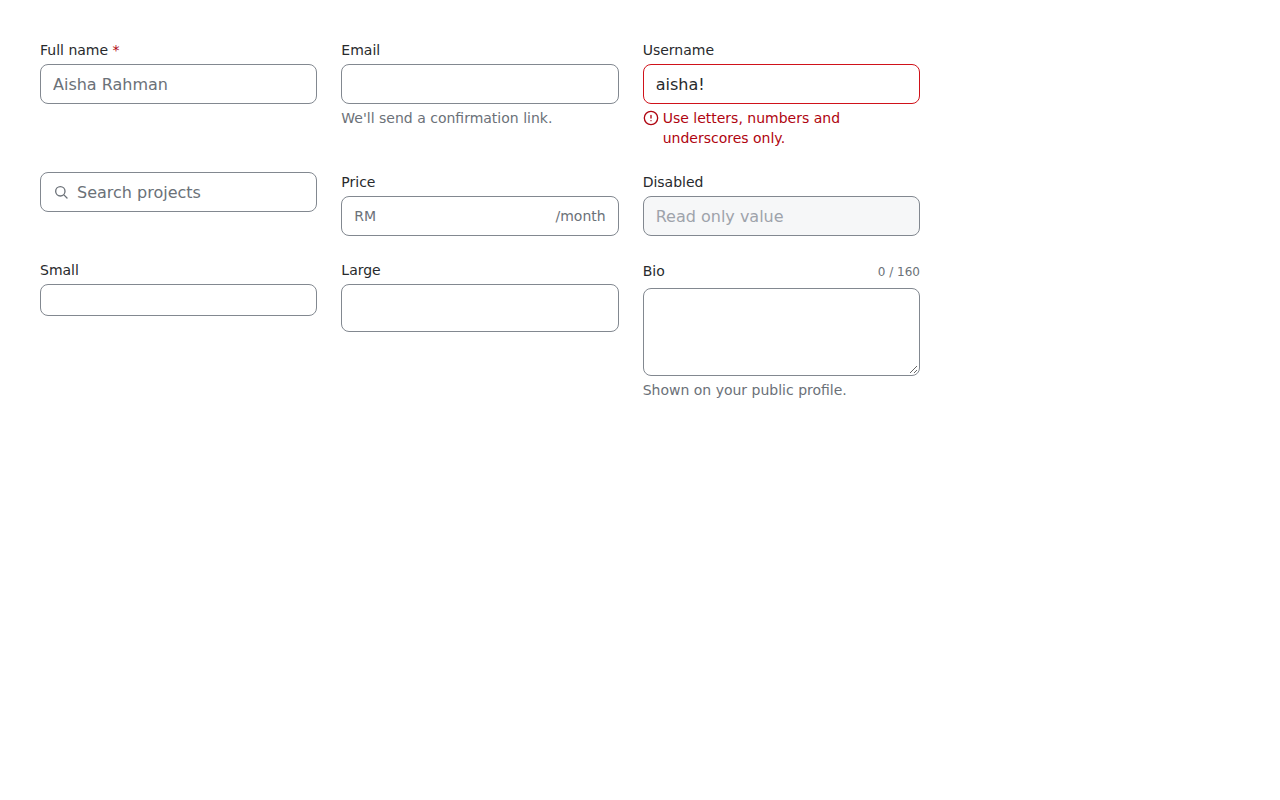 Full name *
Aisha Rahman
Email
We'll send a confirmation link.
Username
aisha!
Use letters, numbers and
underscores only.
Search projects
Price
RM /month
Disabled
Read only value
Small
Large
Bio 0 / 160
Shown on your public profile.